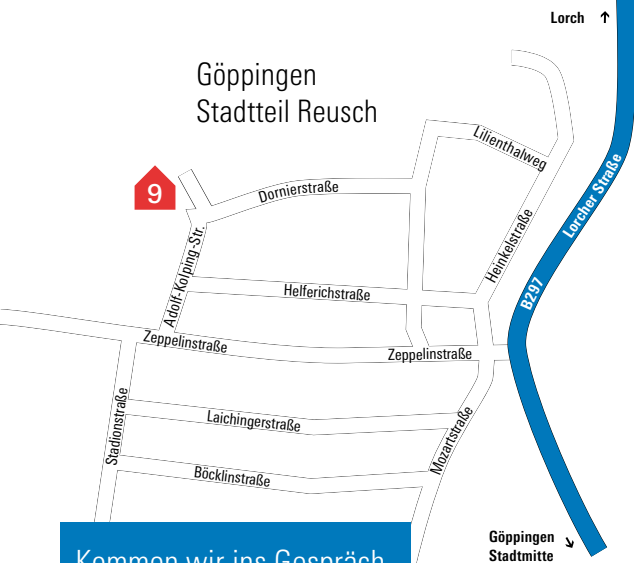 Lorch ↑
Göppingen
Stadtteil Reusch
Lilienthalweg
Dornierstraße
9
Lorcher Straße
Adolf-Kolping-Str.
Heinkelstraße
Helferichstraße
B297
Zeppelinstraße
Zeppelinstraße
Stadionstraße
Laichingerstraße
Mozartstraße
Böcklinstraße
Göppingen
Stadtmitte
Kommen wir ins Gespräch